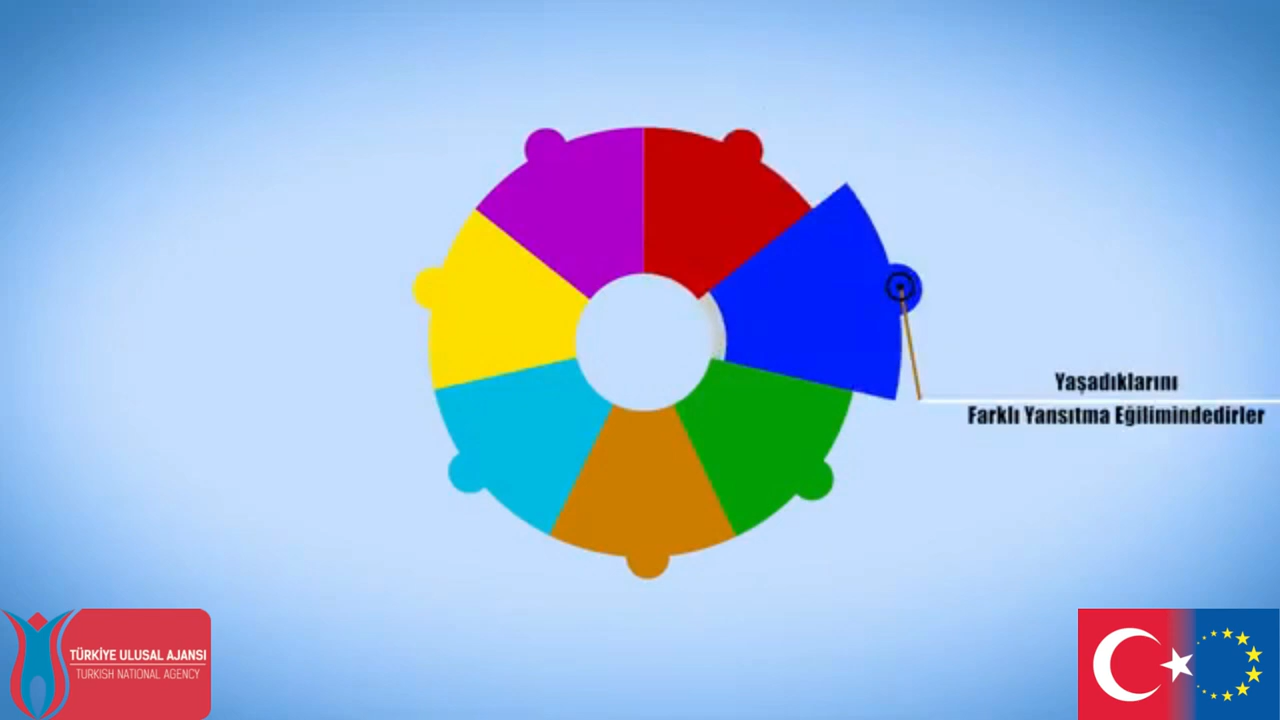 Yaşadıklarını
Farklı Yansıtma Eğilimindedirler
TÜRKİYE ULUSAL AJANSI
TURKISH NATIONAL AGENCY